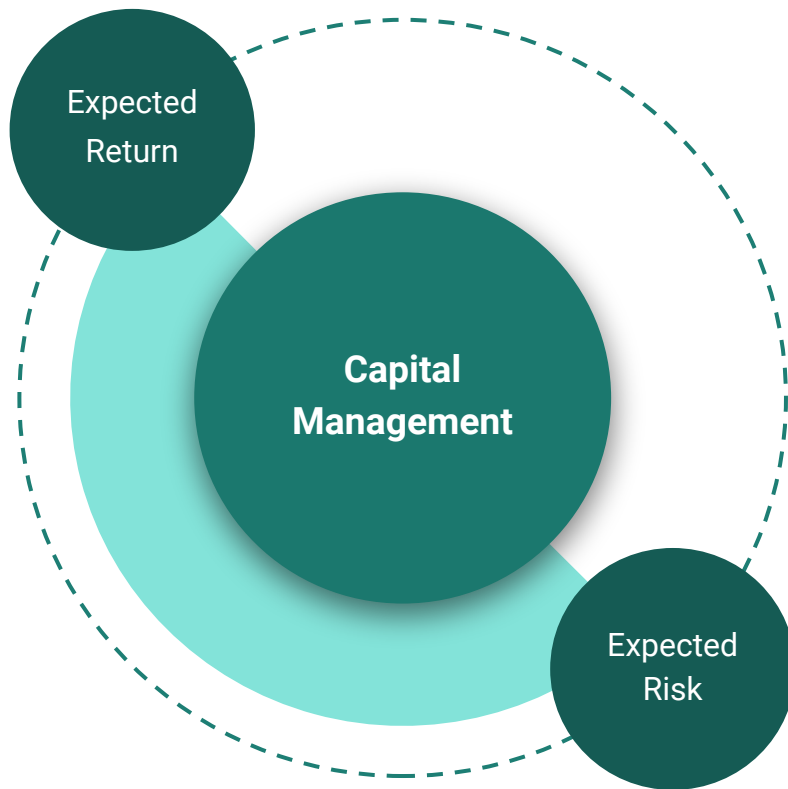 Expected
Return
Capital
Management
Expected
Risk